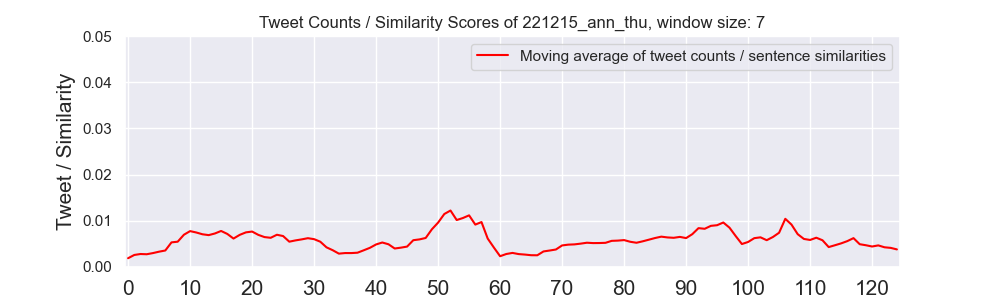 Tweet Counts / Similarity Scores of 221215_ann_thu, window size: 7
Moving average of tweet counts / sentence similarities
Tweet / Similarity
0.05
0.04
0.03
0.02
0.01
0.00
0 10 20 30 40 50 60 70 80 90 100 110 120